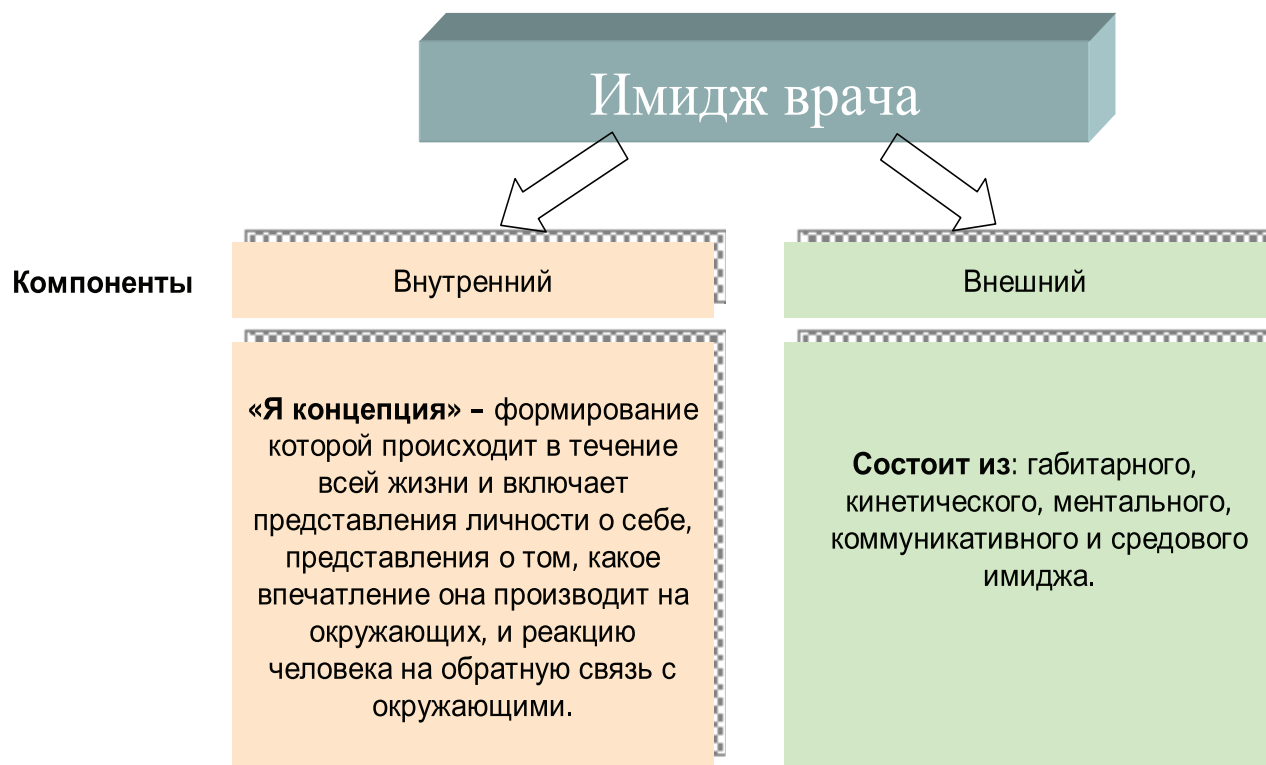 Имидж врача
Компоненты
Внутренний
Внешний
«Я концепция» – формирование
которой происходит в течение
всей жизни и включает
представления личности о себе,
представления о том, какое
впечатление она производит на
окружающих, и реакцию
человека на обратную связь с
окружающими.
Состоит из: габитарного,
кинетического, ментального,
коммуникативного и средового
имиджа.